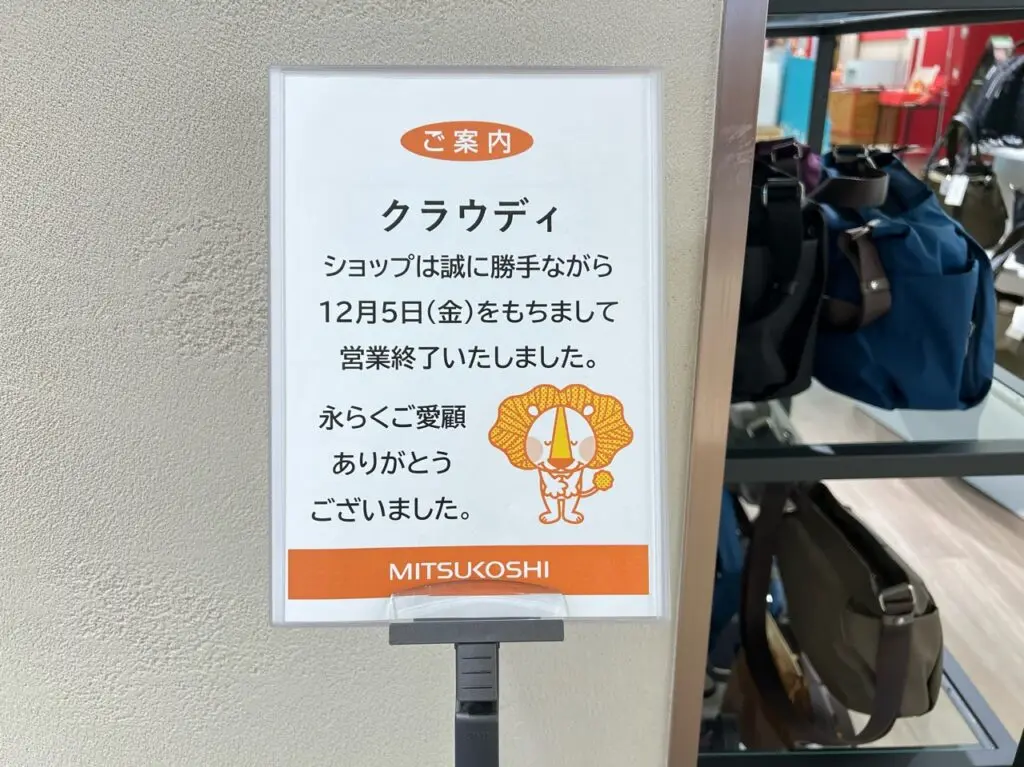 ご案内
クラウディ
ショップは誠に勝手ながら
12月5日(金)をもちまして
営業終了いたしました。
永らくご愛顧
ありがとう
ございました。
MITSUKOSHI